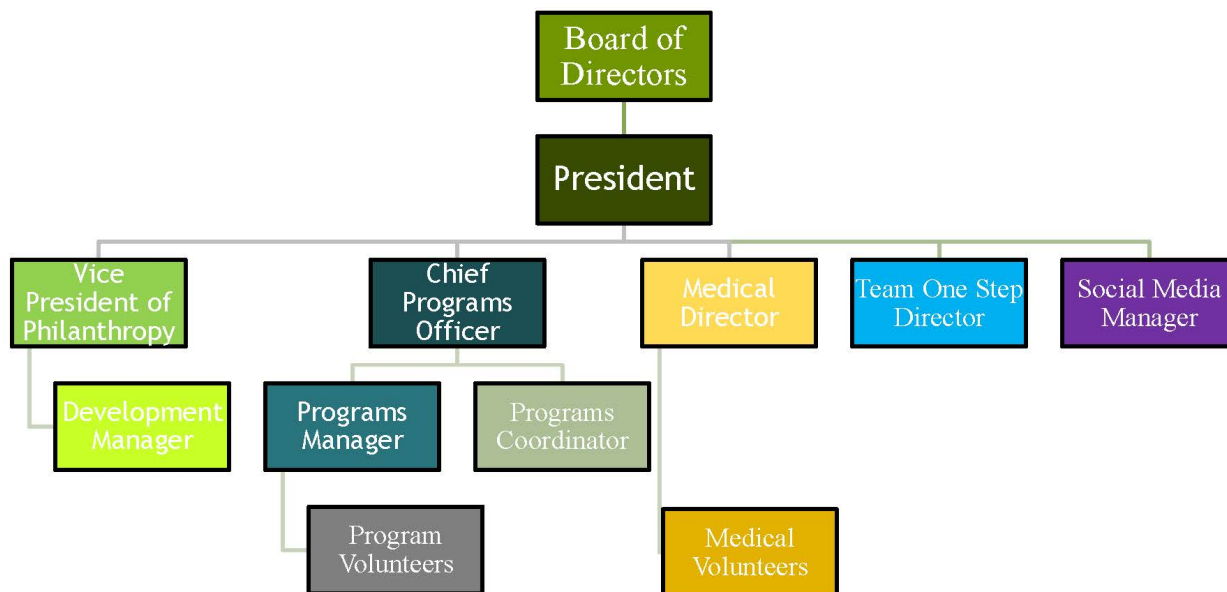 Board of
Directors
President
Vice
President of
Philanthropy
Chief
Programs
Officer
Medical
Director
Team One Step
Director
Social Media
Manager
Development
Manager
Programs
Manager
Programs
Coordinator
Program
Volunteers
Medical
Volunteers